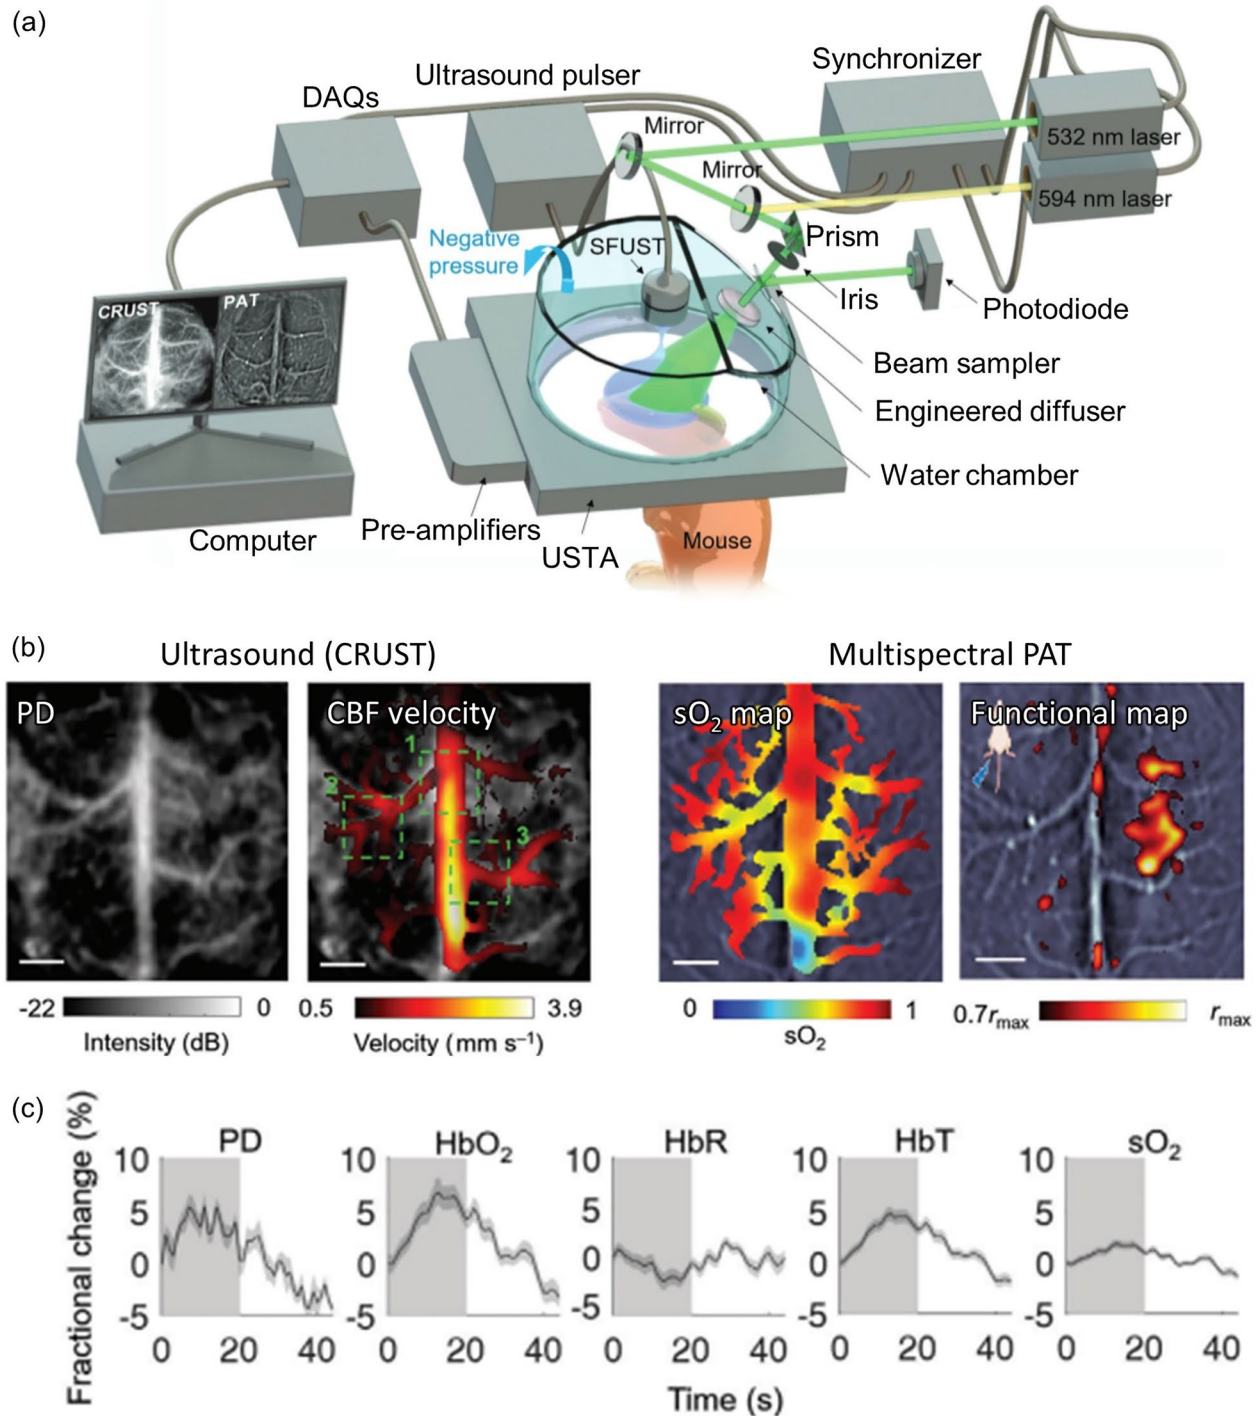 (a)
Synchronizer
Ultrasound pulser
DAQs
Mirror
532 nm laser
Mirror
594 nm laser
Negative
pressure
SFUST
Prism
Iris
Photodiode
CRUST
PAT
Beam sampler
Engineered diffuser
Water chamber
Pre-amplifiers
Computer
USTA
Mouse
(b)
Ultrasound (CRUST)
Multispectral PAT
PD
CBF velocity
sO₂ map
Functional map
1
2
3
-22
0
0.5
3.9
0
1
0.7rmax
rmax
Intensity (dB)
Velocity (mm s⁻¹)
sO₂
(c)
Fractional change (%)
PD
HbO₂
HbR
HbT
sO₂
10
5
0
-5
10
5
0
-5
10
5
0
-5
10
5
0
-5
10
5
0
-5
0 20 40
0 20 40
0 20 40
0 20 40
0 20 40
Time (s)